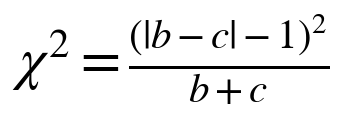 χ² = (|b − c| − 1)² / (b + c)